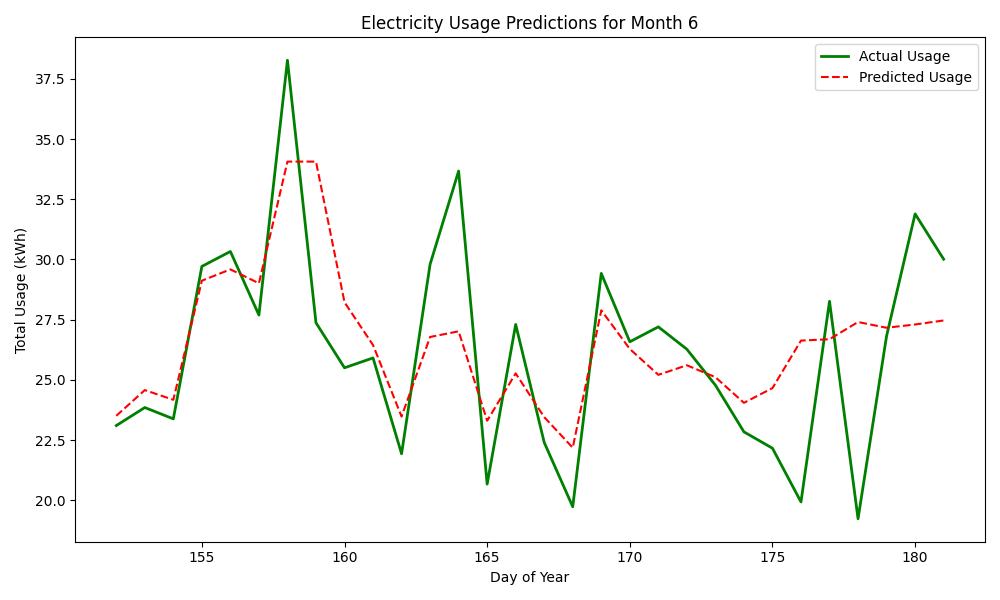 Electricity Usage Predictions for Month 6
Actual Usage
Predicted Usage
Total Usage (kWh)
37.5
35.0
32.5
30.0
27.5
25.0
22.5
20.0
155 160 165 170 175 180
Day of Year